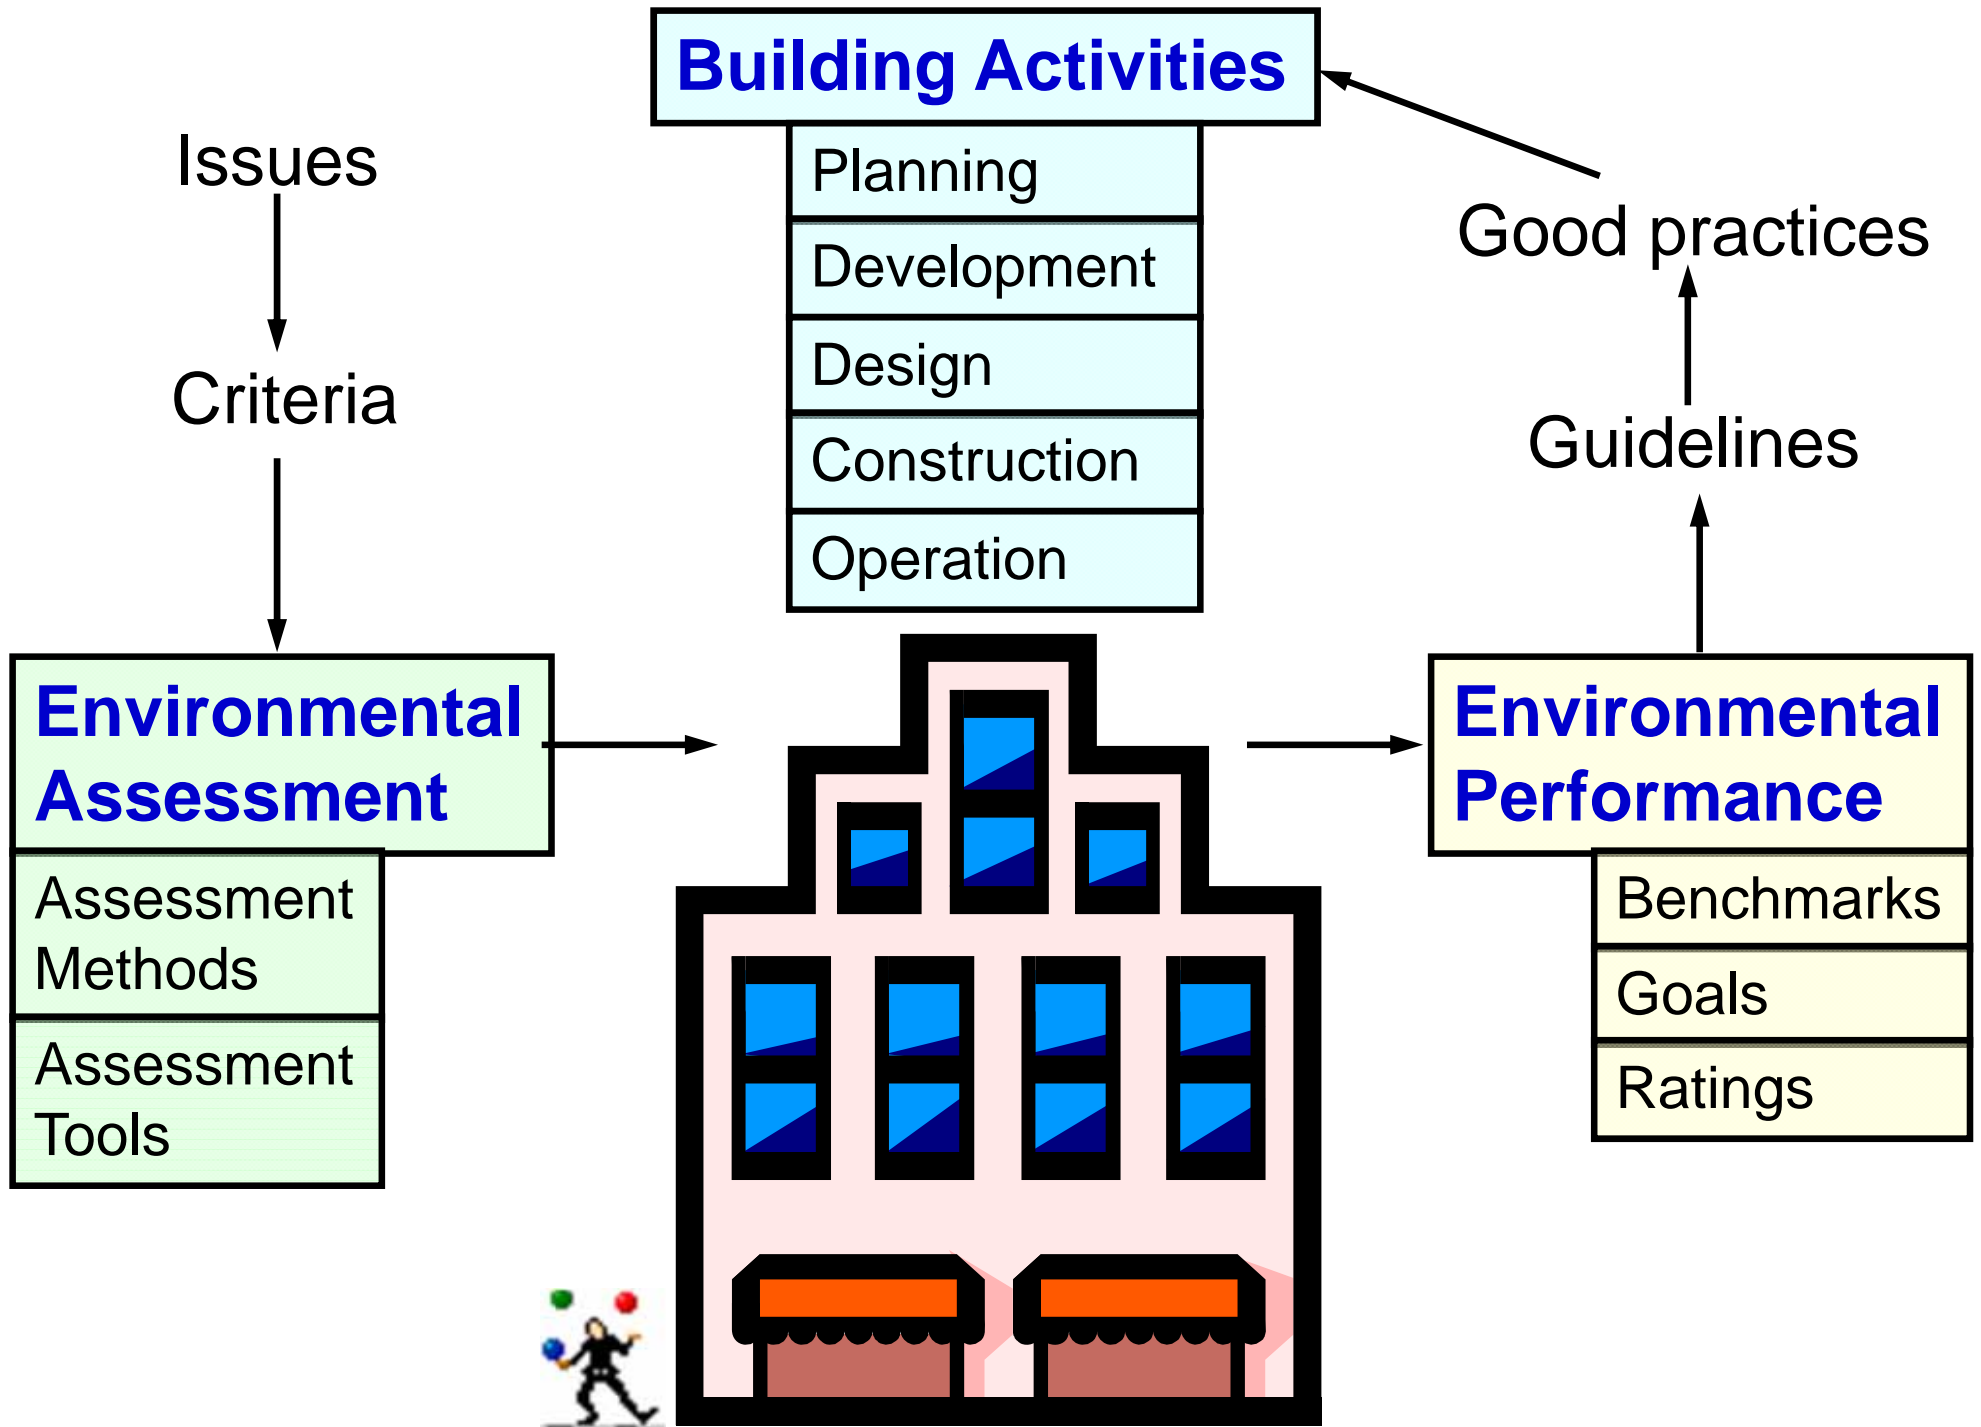 Building Activities
Planning
Development
Design
Construction
Operation
Issues
Criteria
Environmental
Assessment
Assessment
Methods
Assessment
Tools
Good practices
Guidelines
Environmental
Performance
Benchmarks
Goals
Ratings